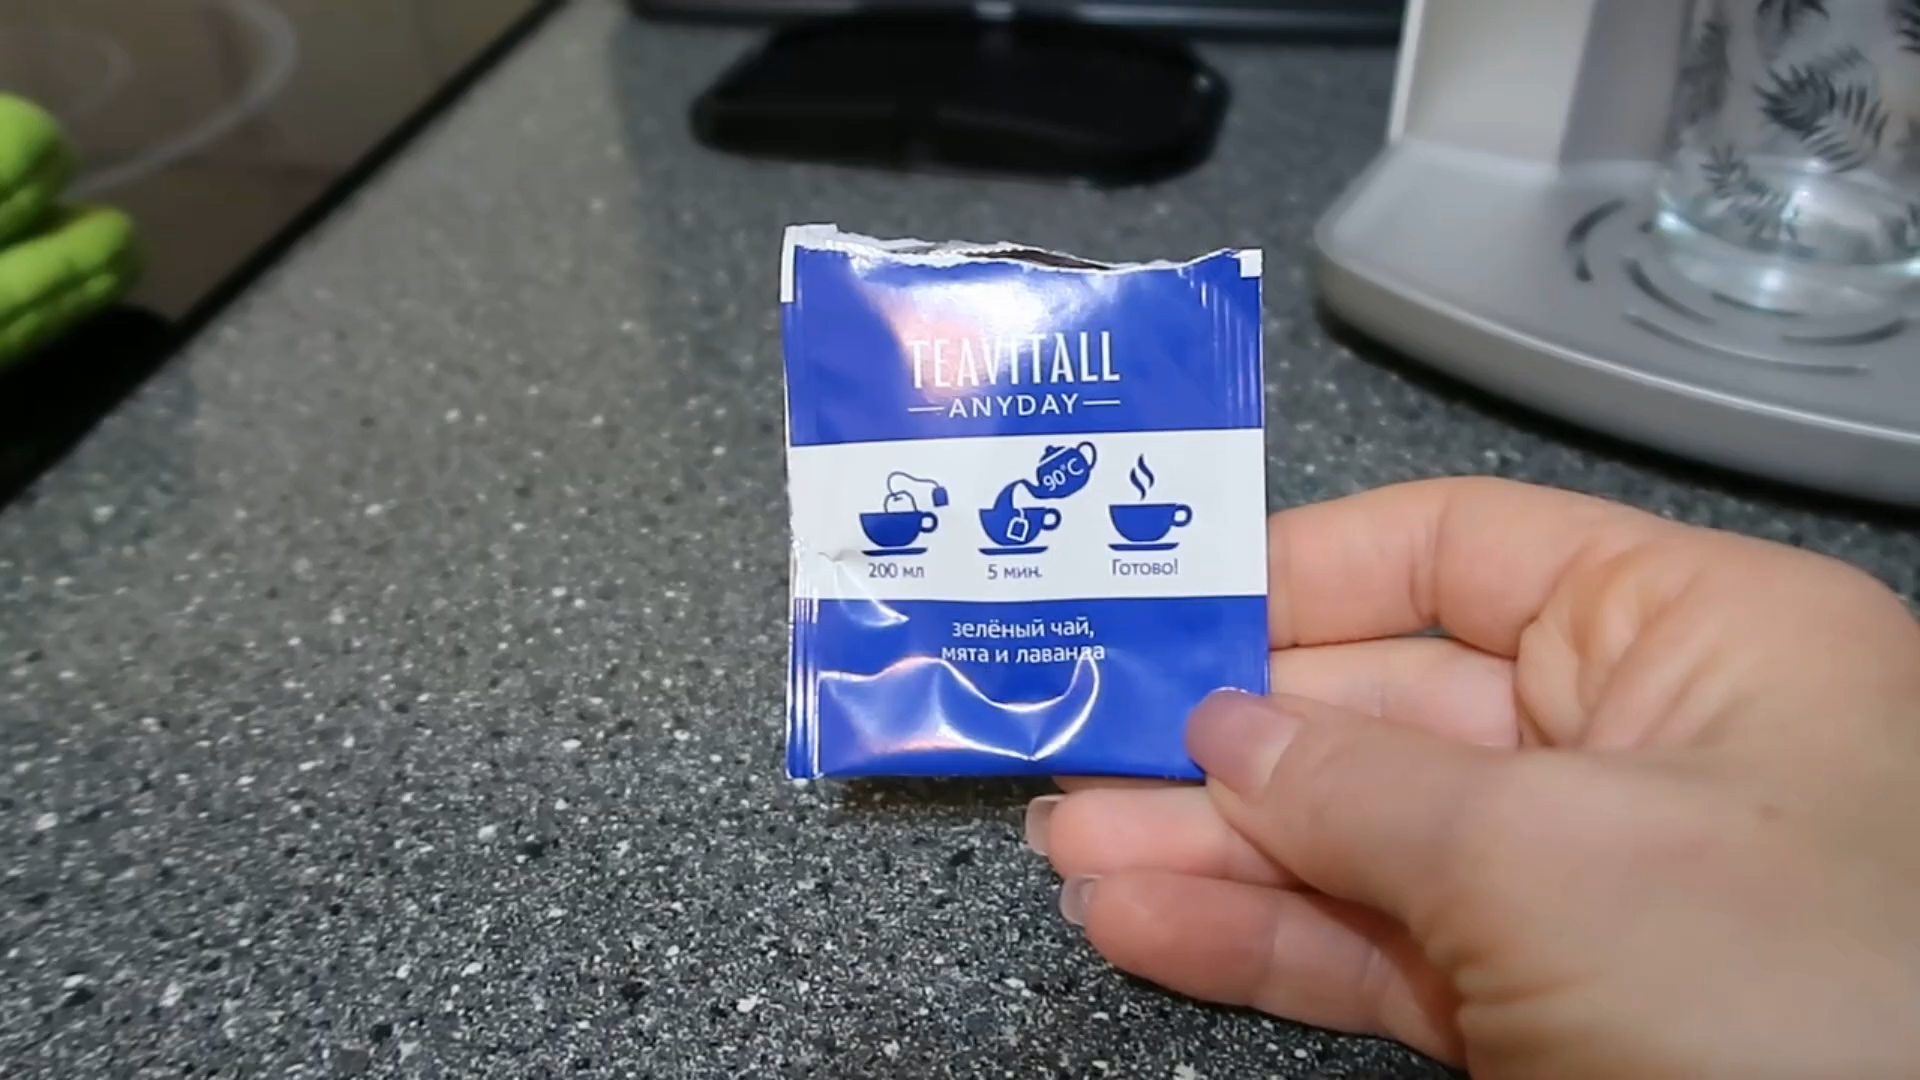 TEAVITALL
ANYDAY
90°C
200 мл
5 мин.
Готово!
зелёный чай,
мята и лаванда